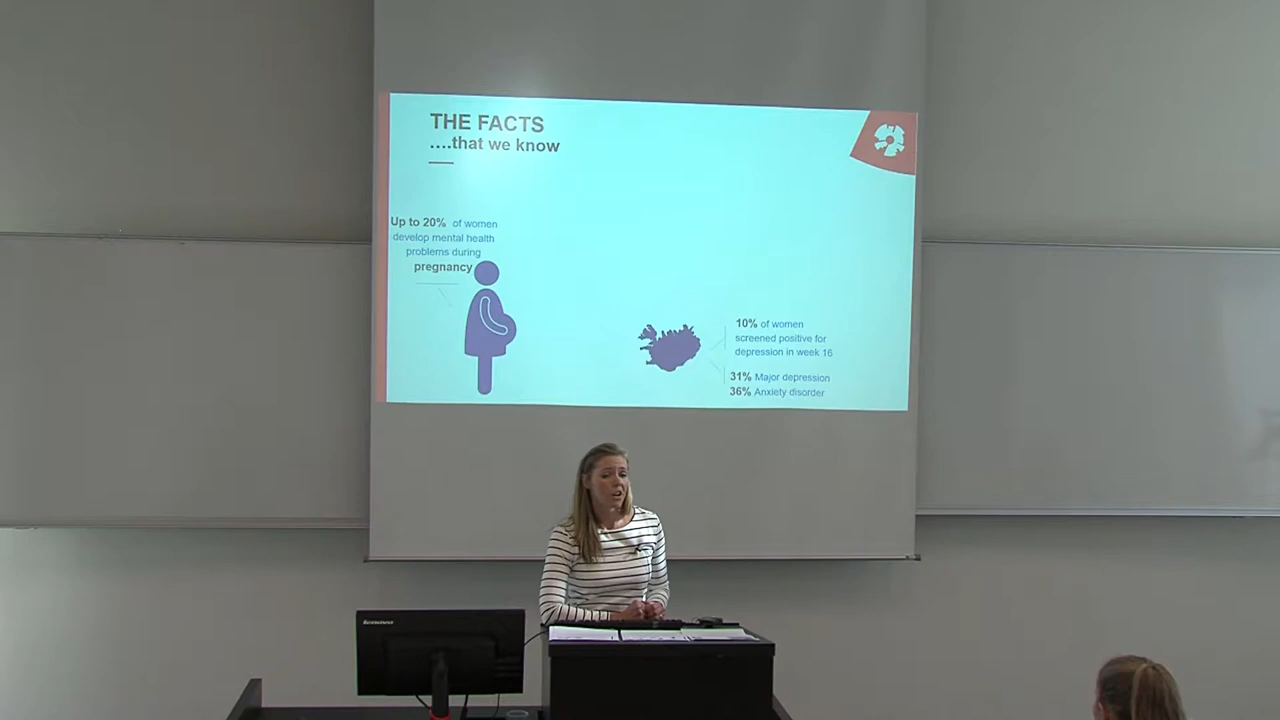 THE FACTS
....that we know
Up to 20% of women
develop mental health
problems during
pregnancy
10% of women
screened positive for
depression in week 16
31% Major depression
36% Anxiety disorder
lenovo